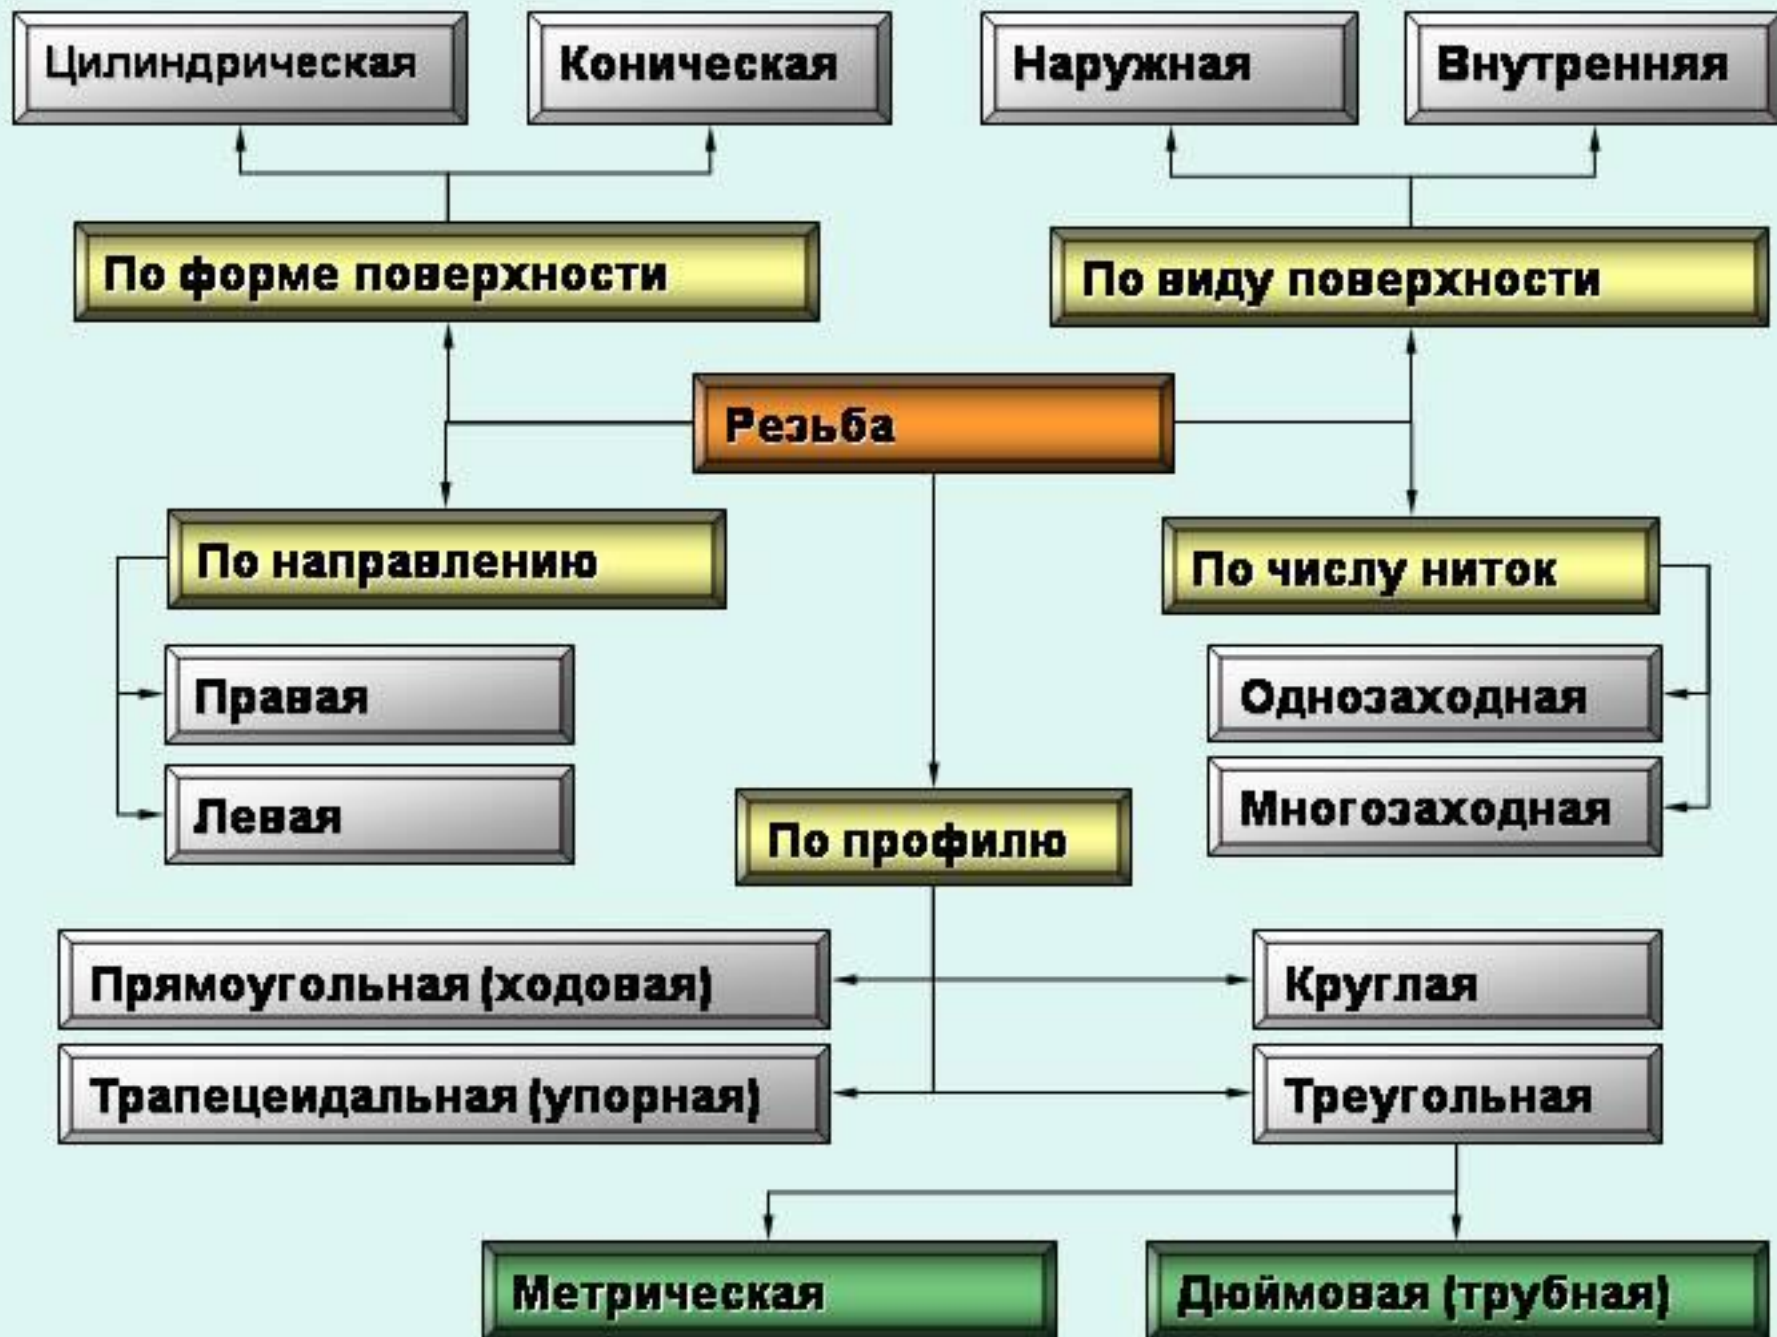 Цилиндрическая
Коническая
Наружная
Внутренняя
По форме поверхности
По виду поверхности
Резьба
По направлению
По числу ниток
Правая
Однозаходная
Левая
Многозаходная
По профилю
Прямоугольная (ходовая)
Круглая
Трапецеидальная (упорная)
Треугольная
Метрическая
Дюймовая (трубная)